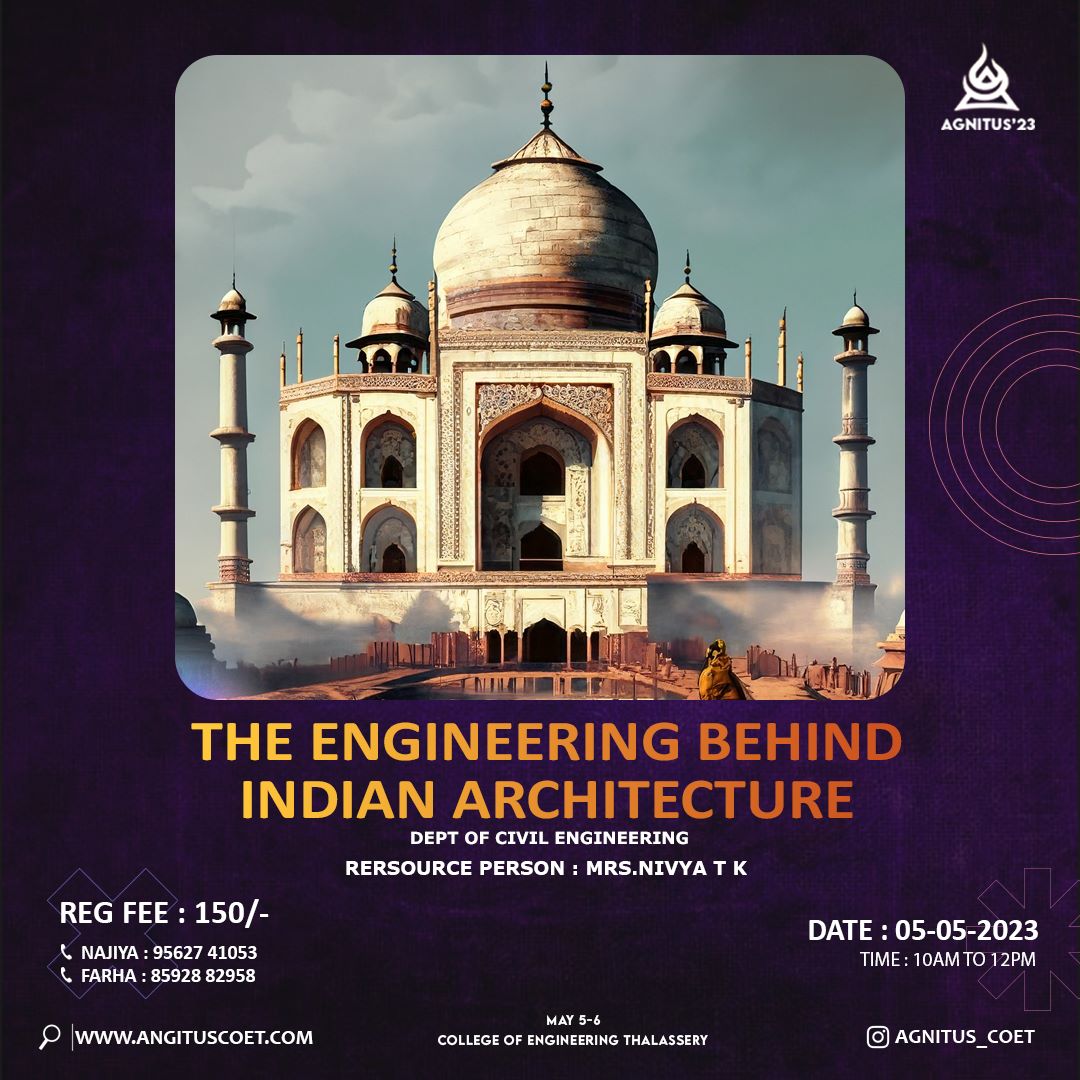 AGNITUS'23
THE ENGINEERING BEHIND
INDIAN ARCHITECTURE
DEPT OF CIVIL ENGINEERING
RERSOURCE PERSON : MRS.NIVYA T K
REG FEE : 150/-
NAJIYA : 95627 41053
FARHA : 85928 82958
DATE : 05-05-2023
TIME : 10AM TO 12PM
WWW.ANGITUSCOET.COM
MAY 5-6
COLLEGE OF ENGINEERING THALASSERY
AGNITUS_COET